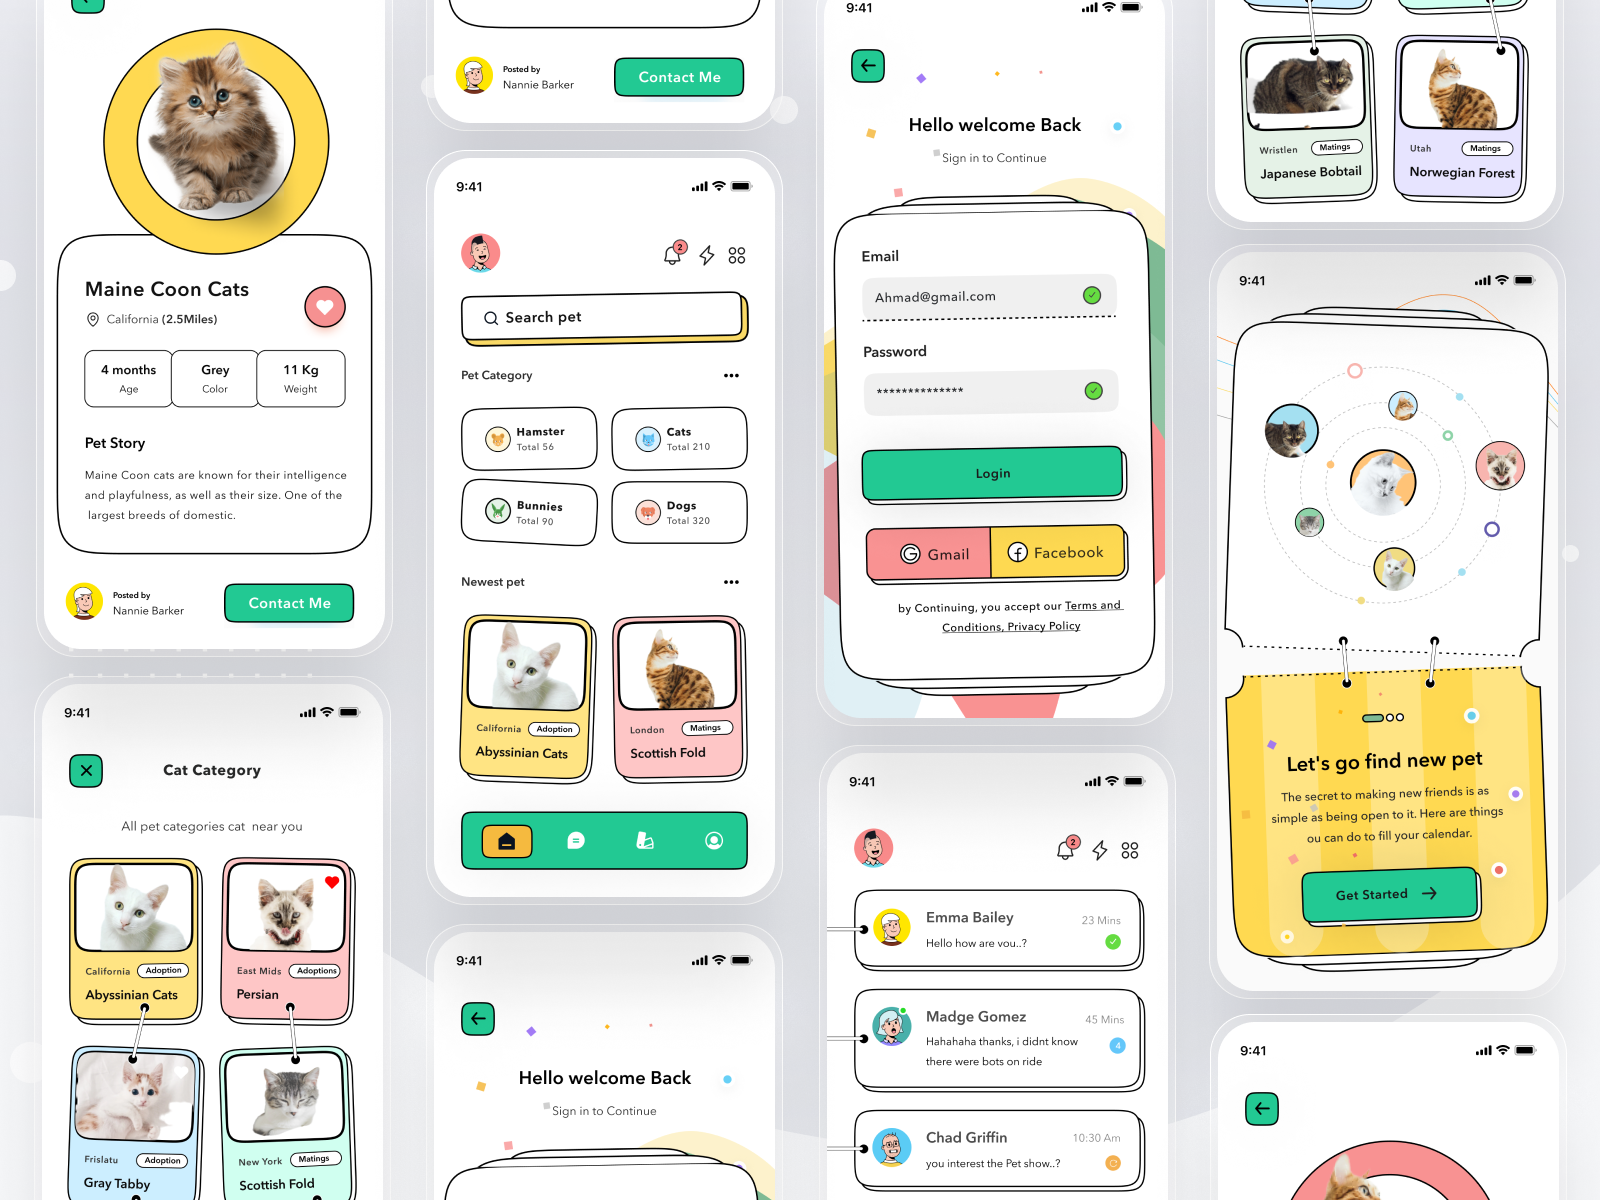 Maine Coon Cats
California (2.5Miles)
4 months
Age
Grey
Color
11 Kg
Weight
Pet Story
Maine Coon cats are known for their intelligence
and playfulness, as well as their size. One of the
largest breeds of domestic.
Posted by
Nannie Barker
Contact Me
9:41
Cat Category
All pet categories cat near you
California
Adoption
Abyssinian Cats
East Mids
Adoptions
Persian
Frislatu
Adoption
Gray Tabby
New York
Matings
Scottish Fold
Posted by
Nannie Barker
Contact Me
9:41
2
Search pet
Pet Category
Hamster
Total 56
Cats
Total 210
Bunnies
Total 90
Dogs
Total 320
Newest pet
California
Adoption
Abyssinian Cats
London
Matings
Scottish Fold
9:41
Hello welcome Back
Sign in to Continue
9:41
Hello welcome Back
Sign in to Continue
Email
Ahmad@gmail.com
Password
**************
Login
G Gmail
f Facebook
by Continuing, you accept our Terms and
Conditions, Privacy Policy
9:41
2
Emma Bailey
23 Mins
Hello how are vou..?
Madge Gomez
45 Mins
Hahahaha thanks, i didnt know
there were bots on ride
4
Chad Griffin
10:30 Am
you interest the Pet show..?
Wristlen
Matings
Japanese Bobtail
Utah
Matings
Norwegian Forest
9:41
Let's go find new pet
The secret to making new friends is as
simple as being open to it. Here are things
ou can do to fill your calendar.
Get Started
9:41